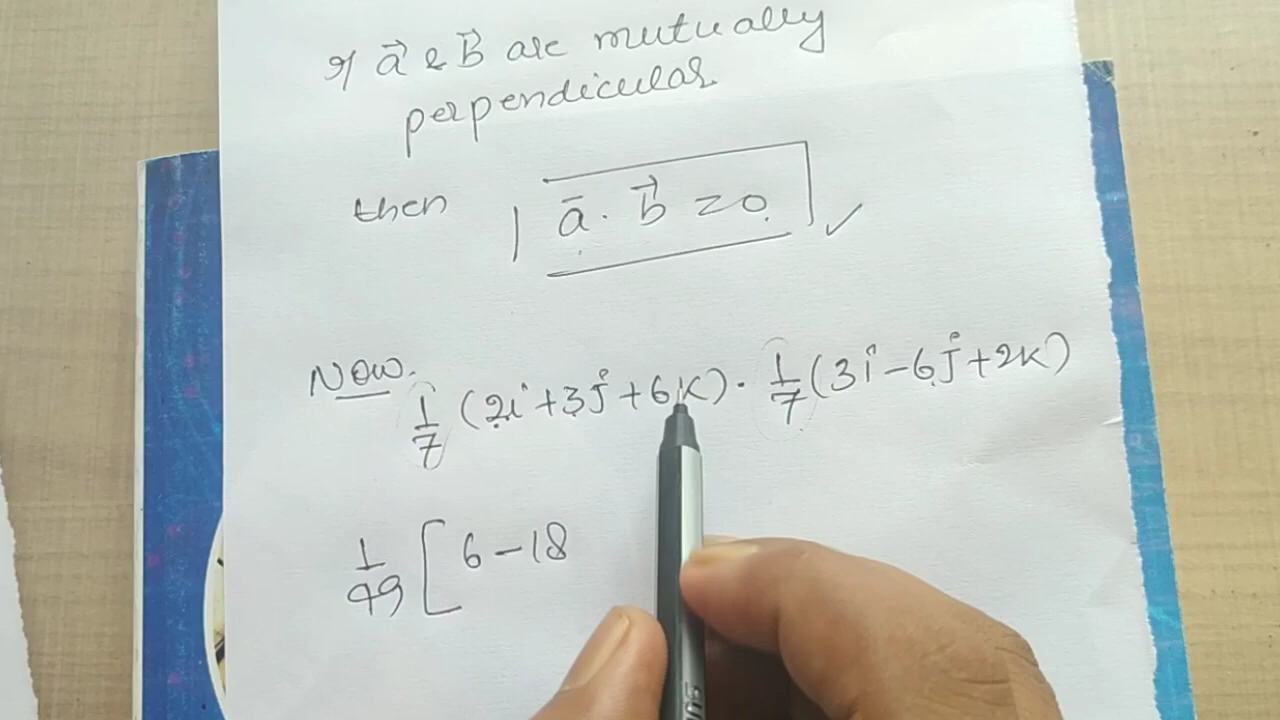 If a⃗ & b⃗ are mutually
perpendicular
then a̅ . b⃗ = 0 ✓
Now.
1/7 (2i + 3j + 6k) · 1/7 (3i − 6j + 2k)
1/49 [ 6 − 18